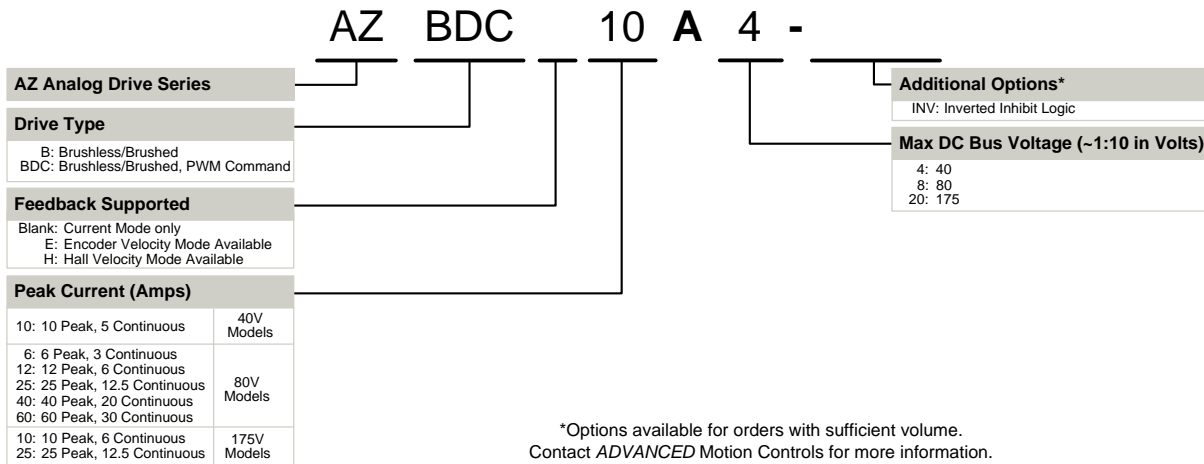 AZ BDC 10 A 4 -
AZ Analog Drive Series
Drive Type
B: Brushless/Brushed
BDC: Brushless/Brushed, PWM Command
Feedback Supported
Blank: Current Mode only
E: Encoder Velocity Mode Available
H: Hall Velocity Mode Available
Peak Current (Amps)
10: 10 Peak, 5 Continuous
40V
Models
6: 6 Peak, 3 Continuous
12: 12 Peak, 6 Continuous
25: 25 Peak, 12.5 Continuous
40: 40 Peak, 20 Continuous
60: 60 Peak, 30 Continuous
80V
Models
10: 10 Peak, 6 Continuous
25: 25 Peak, 12.5 Continuous
175V
Models
Additional Options*
INV: Inverted Inhibit Logic
Max DC Bus Voltage (~1:10 in Volts)
4: 40
8: 80
20: 175
*Options available for orders with sufficient volume.
Contact ADVANCED Motion Controls for more information.